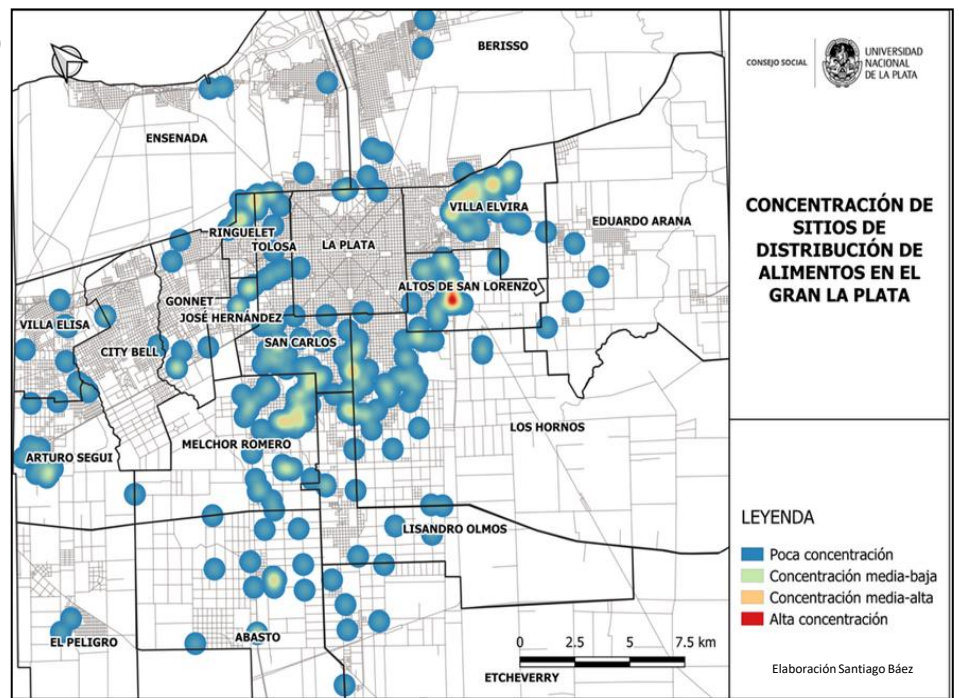 BERISSO
ENSENADA
VILLA ELVIRA
EDUARDO ARANA
RINGUELET
TOLOSA
LA PLATA
ALTOS DE SAN LORENZO
GONNET
JOSÉ HERNÁNDEZ
VILLA ELISA
SAN CARLOS
CITY BELL
LOS HORNOS
MELCHOR ROMERO
ARTURO SEGUI
LISANDRO OLMOS
EL PELIGRO
ABASTO
ETCHEVERRY
0 2.5 5 7.5 km
CONSEJO SOCIAL
UNIVERSIDAD
NACIONAL
DE LA PLATA
CONCENTRACIÓN DE
SITIOS DE
DISTRIBUCIÓN DE
ALIMENTOS EN EL
GRAN LA PLATA
LEYENDA
Poca concentración
Concentración media-baja
Concentración media-alta
Alta concentración
Elaboración Santiago Báez